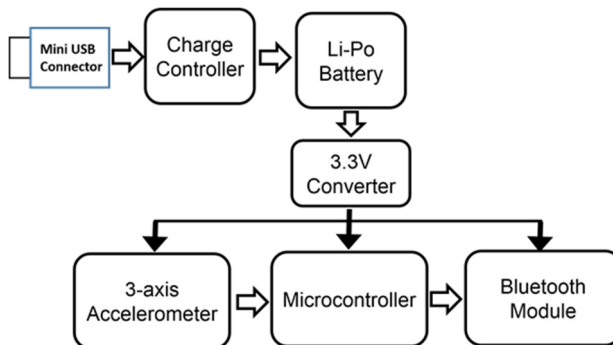 Mini USB
Connector
Charge
Controller
Li-Po
Battery
3.3V
Converter
3-axis
Accelerometer
Microcontroller
Bluetooth
Module